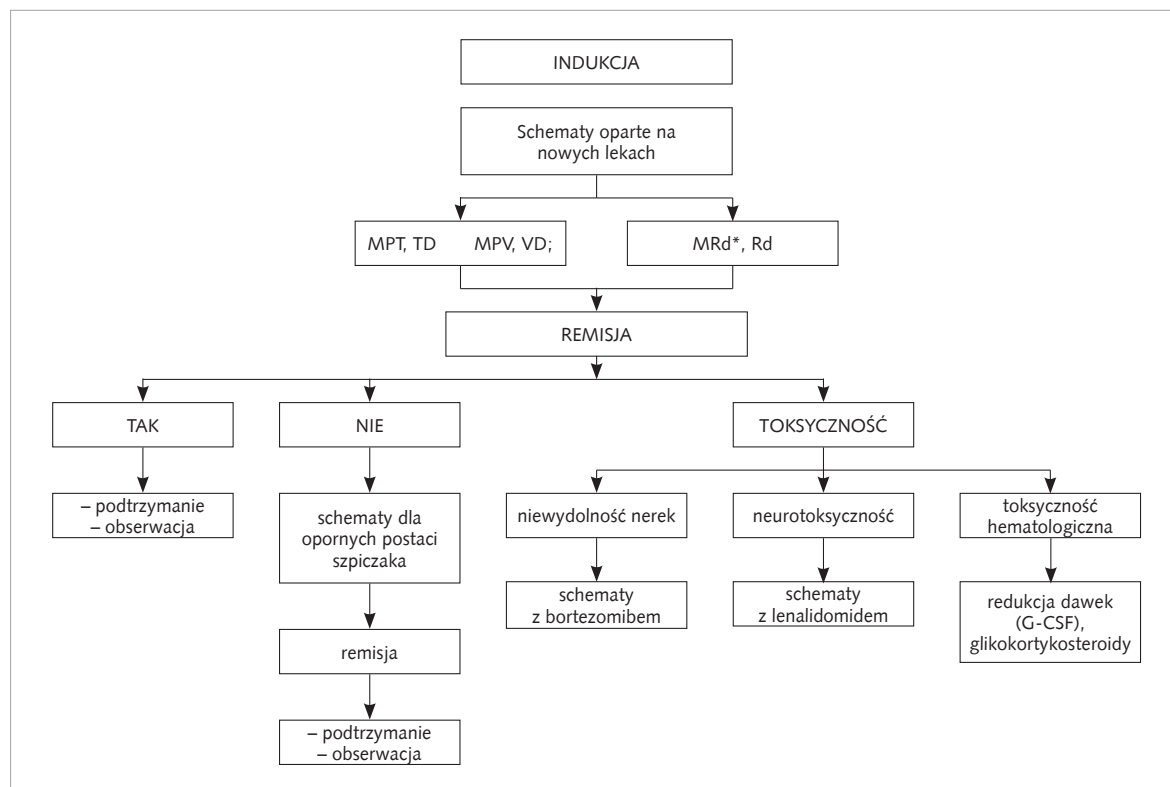 INDUKCJA
Schematy oparte na
nowych lekach
MPT, TD MPV, VD;
MRd*, Rd
REMISJA
TAK
NIE
TOKSYCZNOŚĆ
– podtrzymanie
– obserwacja
schematy dla
opornych postaci
szpiczaka
niewydolność nerek
neurotoksyczność
toksyczność
hematologiczna
schematy
z bortezomibem
schematy
z lenalidomidem
redukcja dawek
(G-CSF),
glikokortykosteroidy
remisja
– podtrzymanie
– obserwacja